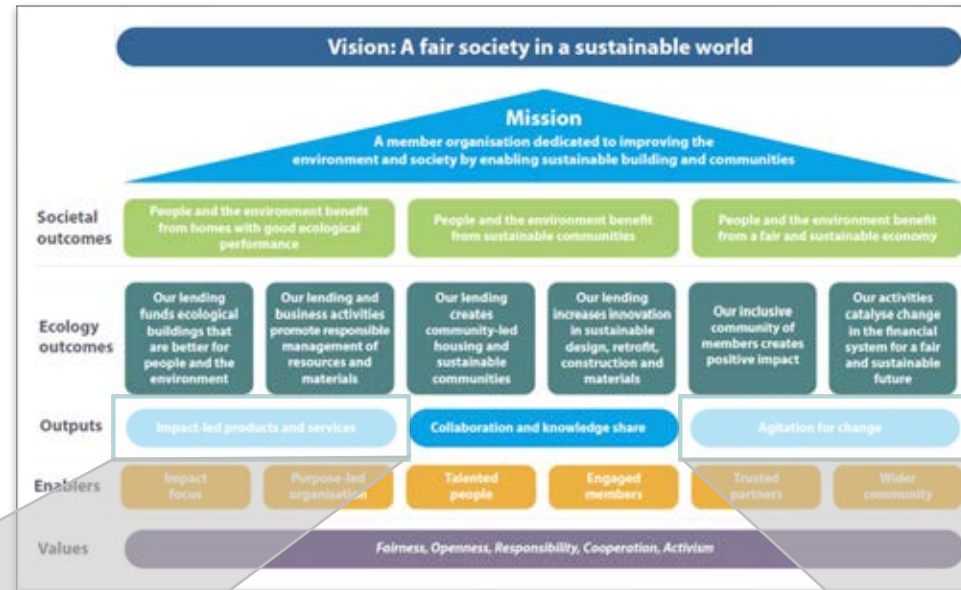 Vision: A fair society in a sustainable world
Mission
A member organisation dedicated to improving the
environment and society by enabling sustainable building and communities
Societal
outcomes
People and the environment benefit
from homes with good ecological
performance
People and the environment benefit
from sustainable communities
People and the environment benefit
from a fair and sustainable economy
Ecology
outcomes
Our lending
funds ecological
buildings that
are better for
people and the
environment
Our lending and
business activities
promote responsible
management of
resources and
materials
Our lending
creates
community-led
housing and
sustainable
communities
Our lending
increases innovation
in sustainable
design, retrofit,
construction and
materials
Our inclusive
community of
members creates
positive impact
Our activities
catalyse change
in the financial
system for a fair
and sustainable
future
Outputs
Impact-led products and services
Collaboration and knowledge share
Agitation for change
Enablers
Impact
focus
Purpose-led
organisation
Talented
people
Engaged
members
Trusted
partners
Wider
community
Values
Fairness, Openness, Responsibility, Cooperation, Activism